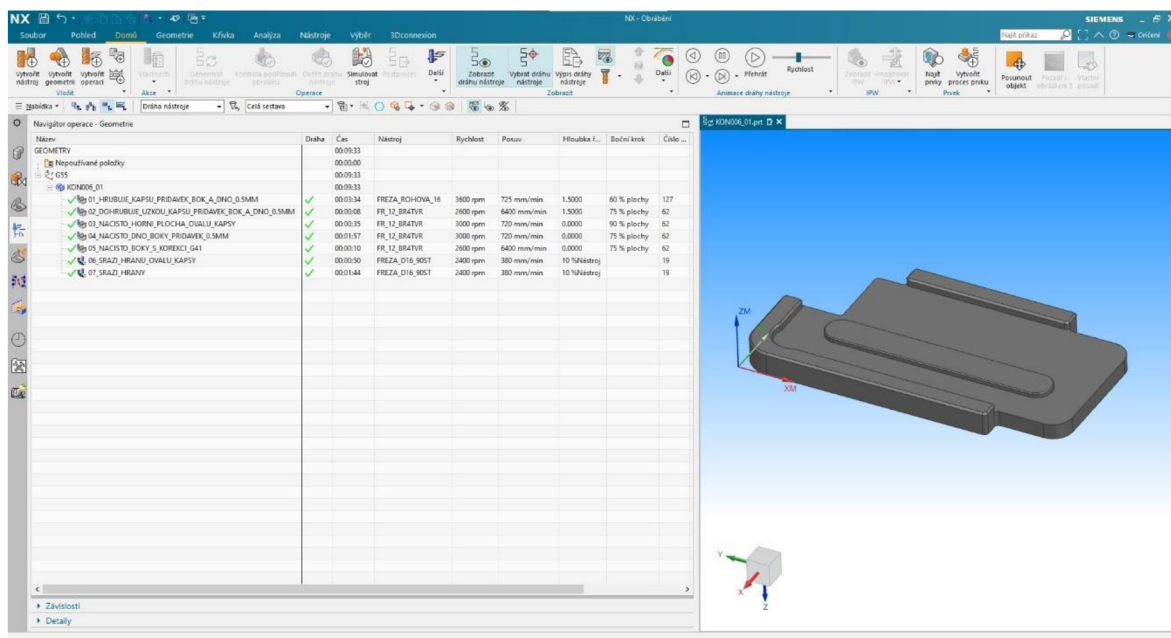 NX
NX - Obrábění
SIEMENS
Soubor Pohled Domů Geometrie Křivka Analýza Nástroje Výběr 3Dconnexion
Najít příkaz
Vytvořit nástroj
Vytvořit geometrii
Vytvořit operaci
Simulovat stroj
Další
Zobrazit dráhu nástroje
Vybrat dráhu nástroje
Výpis dráhy nástroje
Další
Přehrát
Rychlost
Najít prvky
Vytvořit proces prvku
Posunout objekt
Vložit Akce Operace Zobrazit Animace dráhy nástroje IPW Prvek
Nabídka Dráha nástroje Celá sestava
Navigátor operace - Geometrie
KON006_01.prt
Název Dráha Čas Nástroj Rychlost Posuv Hloubka ř... Boční krok Číslo ...
GEOMETRY 00:09:33
Nepoužívané položky 00:00:00
G55 00:09:33
KON006_01 00:09:33
01_HRUBUJE_KAPSU_PRIDAVEK_BOK_A_DNO_0.5MM 00:03:34 FREZA_ROHOVA_16 3600 rpm 725 mm/min 1.5000 60 % plochy 127
02_DOHRUBUJE_UZKOU_KAPSU_PRIDAVEK_BOK_A_DNO_0.5MM 00:00:08 FR_12_BR4TVR 2600 rpm 6400 mm/min 1.5000 75 % plochy 62
03_NACISTO_HORNI_PLOCHA_OVALU_KAPSY 00:00:35 FR_12_BR4TVR 3000 rpm 720 mm/min 0.0000 90 % plochy 62
04_NACISTO_DNO_BOKY_PRIDAVEK_0.5MM 00:01:57 FR_12_BR4TVR 3000 rpm 720 mm/min 0.0000 75 % plochy 62
05_NACISTO_BOKY_S_KOREKCI_G41 00:00:10 FR_12_BR4TVR 2600 rpm 6400 mm/min 0.0000 75 % plochy 62
06_SRAZI_HRANU_OVALU_KAPSY 00:00:50 FREZA_D16_90ST 2400 rpm 380 mm/min 10 %Nástroj 19
07_SRAZI_HRANY 00:01:44 FREZA_D16_90ST 2400 rpm 380 mm/min 10 %Nástroj 19
ZM
XM
Y
X
Z
Závislosti
Detaily